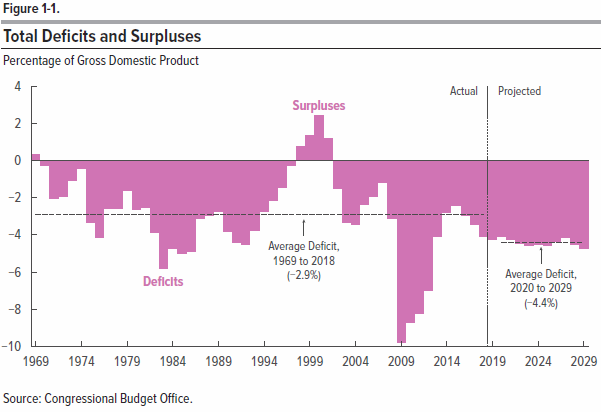 Figure 1-1.
Total Deficits and Surpluses
Percentage of Gross Domestic Product
4
Actual
Projected
Surpluses
2
0
−2
−4
Average Deficit,
1969 to 2018
(−2.9%)
Deficits
Average Deficit,
2020 to 2029
(−4.4%)
−6
−8
−10
1969 1974 1979 1984 1989 1994 1999 2004 2009 2014 2019 2024 2029
Source: Congressional Budget Office.